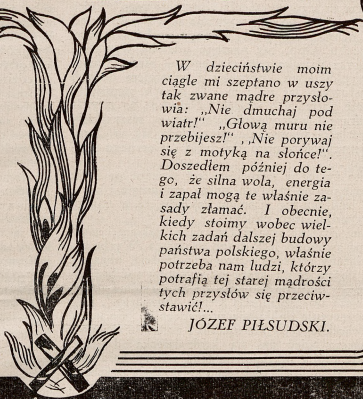 W dzieciństwie moim
ciągle mi szeptano w uszy
tak zwane mądre przysło-
wia: „Nie dmuchaj pod
wiatr!" „Głową muru nie
przebijesz!" , „Nie porywaj
się z motyką na słońce!".
Doszedłem później do te-
go, że silna wola, energia
i zapał mogą te właśnie za-
sady złamać. I obecnie,
kiedy stoimy wobec wiel-
kich zadań dalszej budowy
państwa polskiego, właśnie
potrzeba nam ludzi, którzy
potrafią tej starej mądrości
tych przysłów się przeciw-
stawić!...
JÓZEF PIŁSUDSKI.